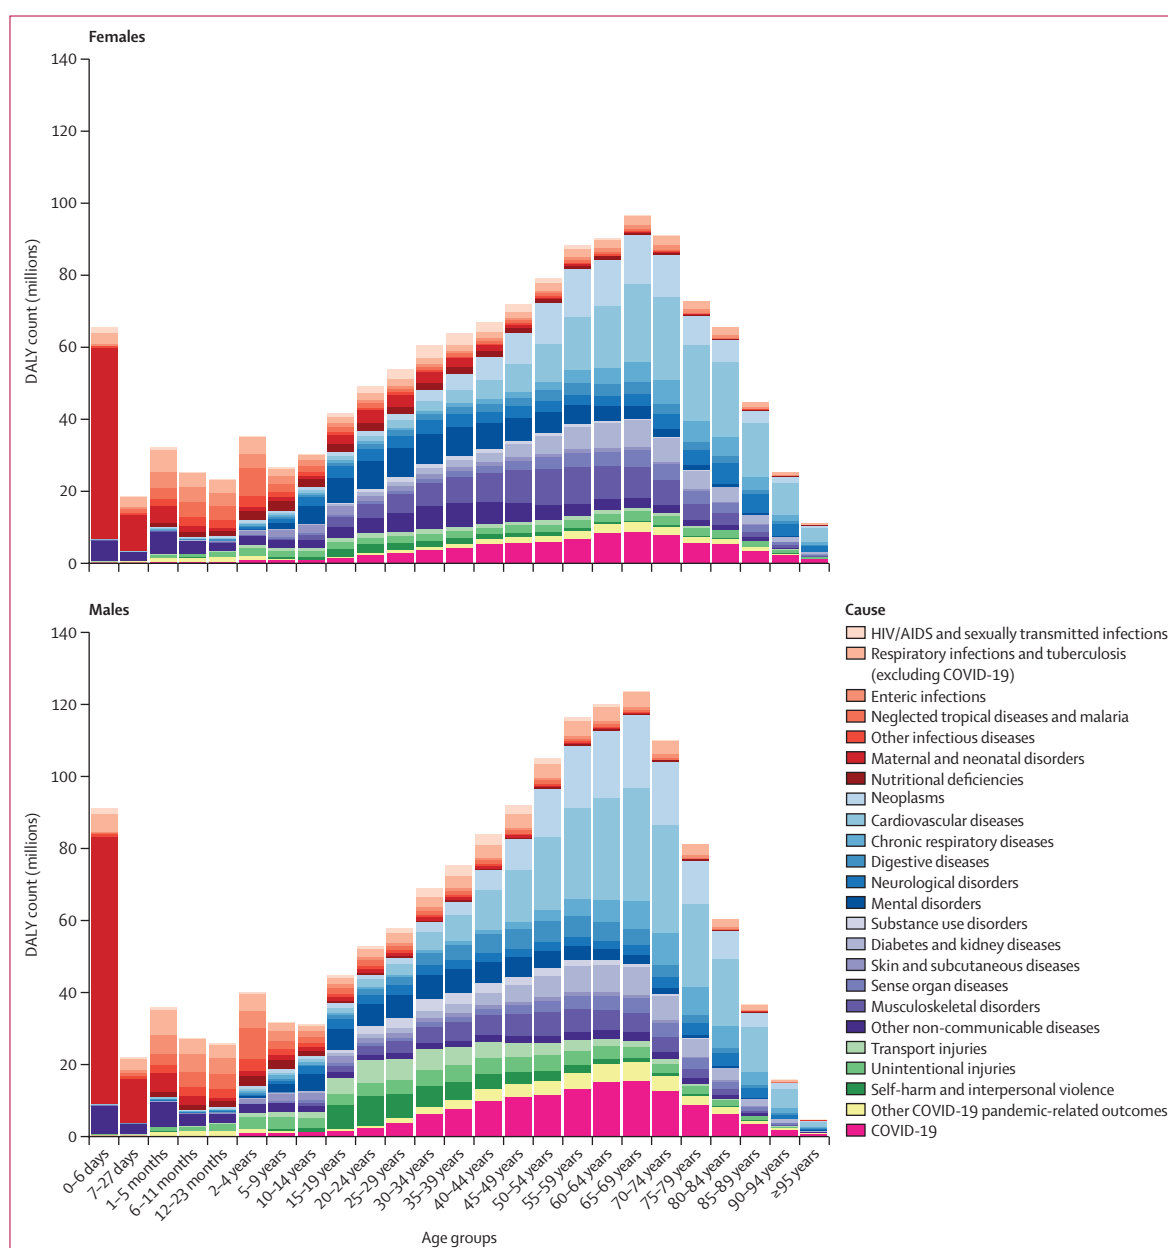 Females
140
120
100
80
60
40
20
0
DALY count (millions)
Males
140
120
100
80
60
40
20
0
DALY count (millions)
0–6 days
7–27 days
1–5 months
6–11 months
12–23 months
2–4 years
5–9 years
10–14 years
15–19 years
20–24 years
25–29 years
30–34 years
35–39 years
40–44 years
45–49 years
50–54 years
55–59 years
60–64 years
65–69 years
70–74 years
75–79 years
80–84 years
85–89 years
90–94 years
≥95 years
Age groups
Cause
HIV/AIDS and sexually transmitted infections
Respiratory infections and tuberculosis
(excluding COVID-19)
Enteric infections
Neglected tropical diseases and malaria
Other infectious diseases
Maternal and neonatal disorders
Nutritional deficiencies
Neoplasms
Cardiovascular diseases
Chronic respiratory diseases
Digestive diseases
Neurological disorders
Mental disorders
Substance use disorders
Diabetes and kidney diseases
Skin and subcutaneous diseases
Sense organ diseases
Musculoskeletal disorders
Other non-communicable diseases
Transport injuries
Unintentional injuries
Self-harm and interpersonal violence
Other COVID-19 pandemic-related outcomes
COVID-19